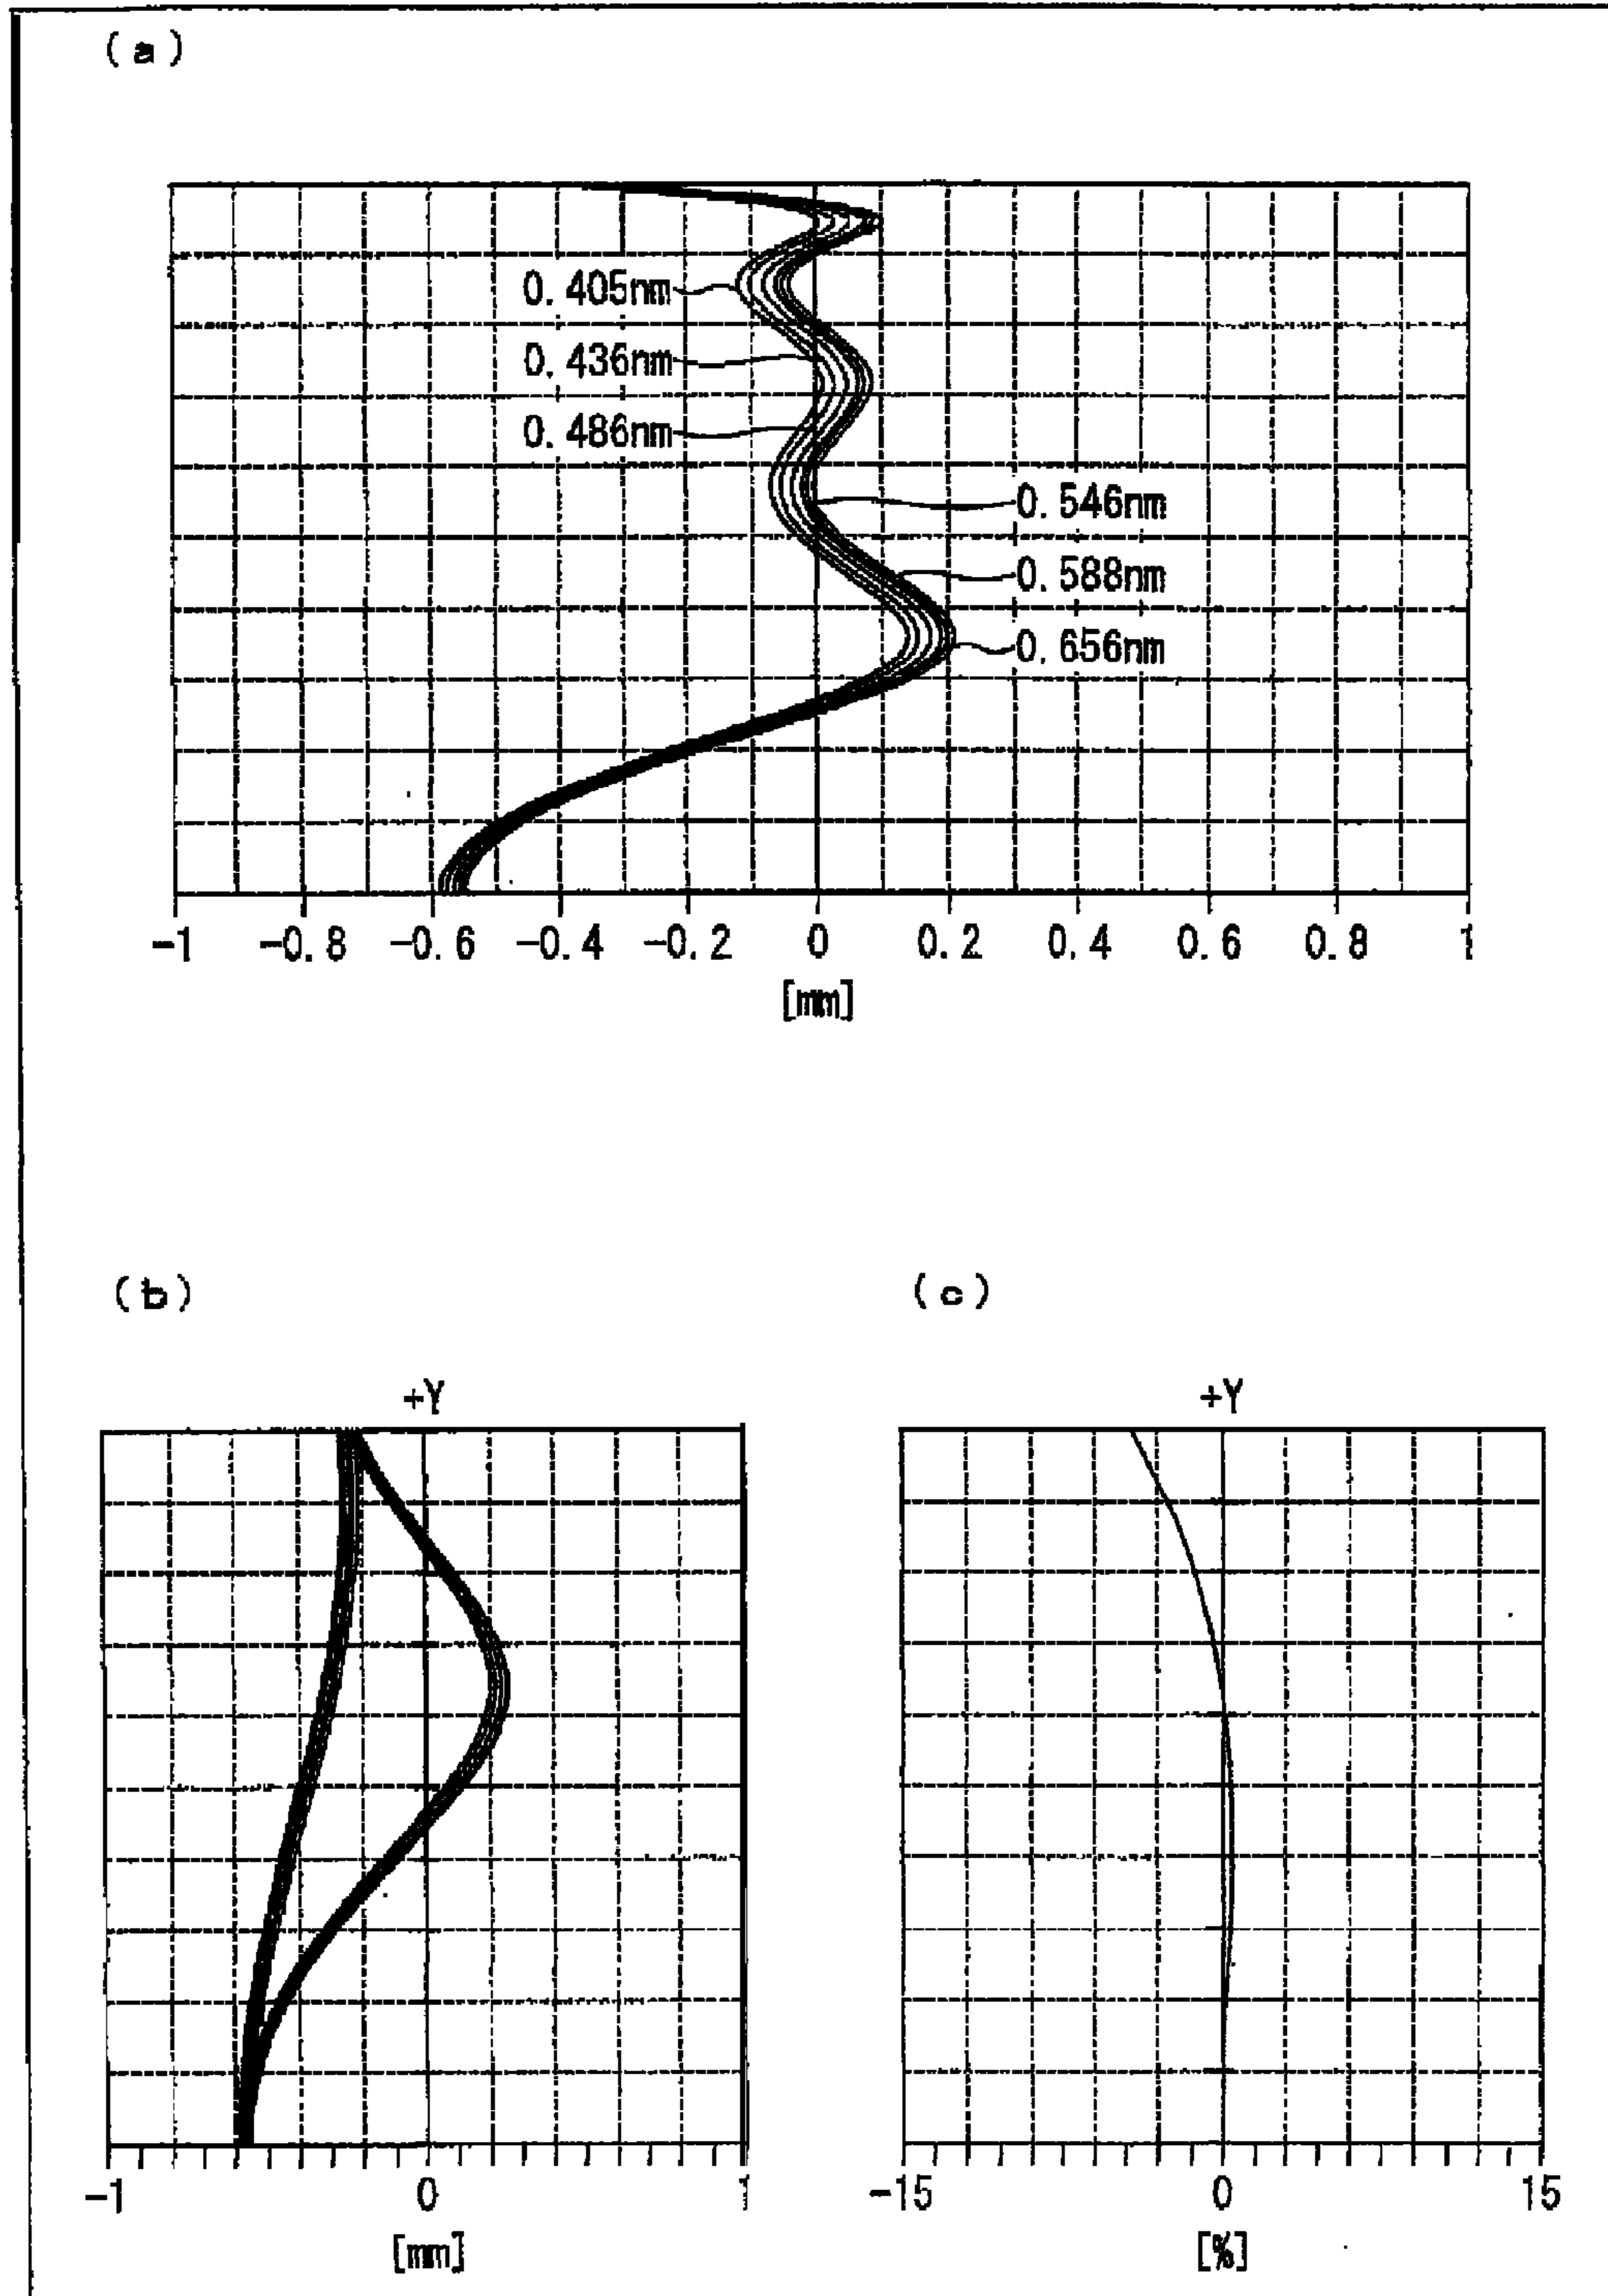 (a)
0.405nm
0.436nm
0.486nm
0.546nm
0.588nm
0.656nm
-1 -0.8 -0.6 -0.4 -0.2 0 0.2 0.4 0.6 0.8 1
[mm]
(b) (c)
+Y +Y
-1 0 1 -15 0 15
[mm] [%]